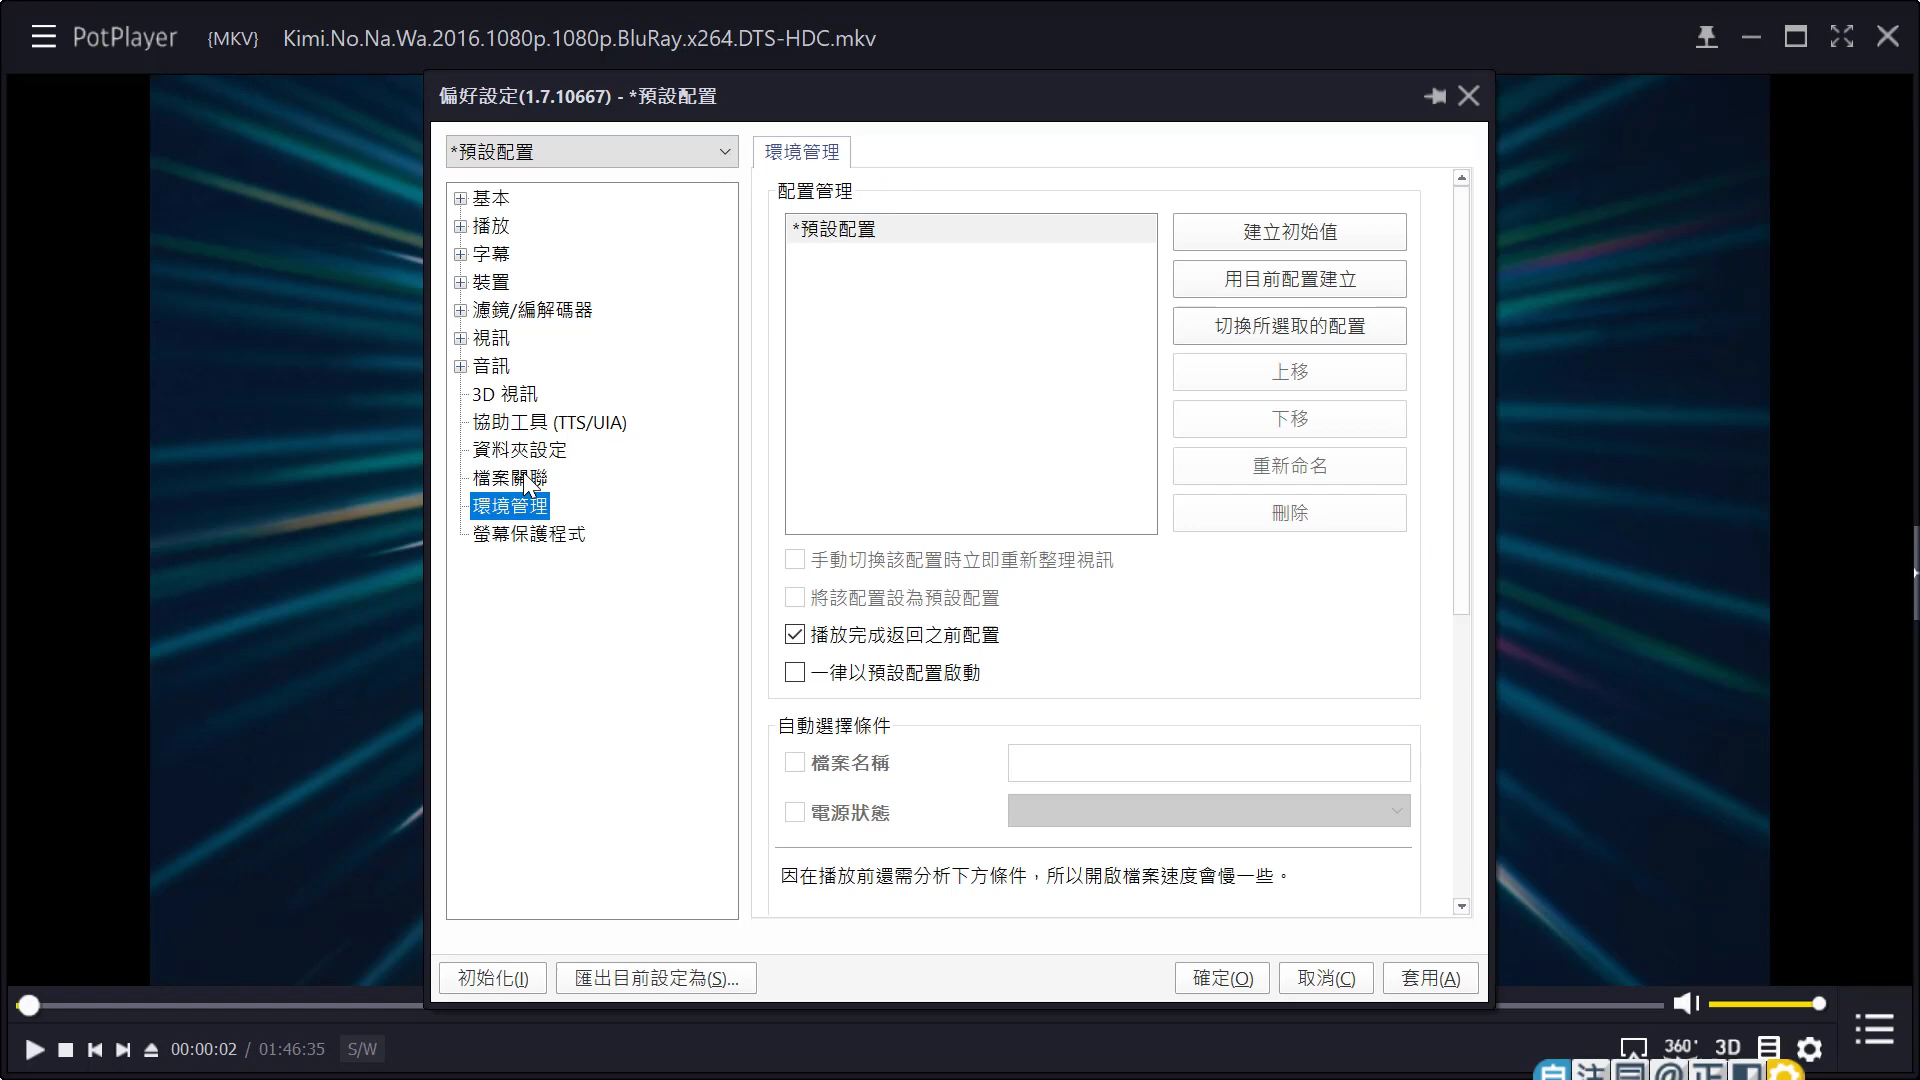 PotPlayer {MKV} Kimi.No.Na.Wa.2016.1080p.1080p.BluRay.x264.DTS-HDC.mkv
偏好設定(1.7.10667) - *預設配置
*預設配置
基本
播放
字幕
裝置
濾鏡/編解碼器
視訊
音訊
3D 視訊
協助工具 (TTS/UIA)
資料夾設定
檔案關聯
環境管理
螢幕保護程式
環境管理
配置管理
*預設配置
建立初始值
用目前配置建立
切換所選取的配置
上移
下移
重新命名
刪除
手動切換該配置時立即重新整理視訊
將該配置設為預設配置
播放完成返回之前配置
一律以預設配置啟動
自動選擇條件
檔案名稱
電源狀態
因在播放前還需分析下方條件，所以開啟檔案速度會慢一些。
初始化(I)
匯出目前設定為(S)...
確定(O)
取消(C)
套用(A)
00:00:02 / 01:46:35 S/W
360° 3D